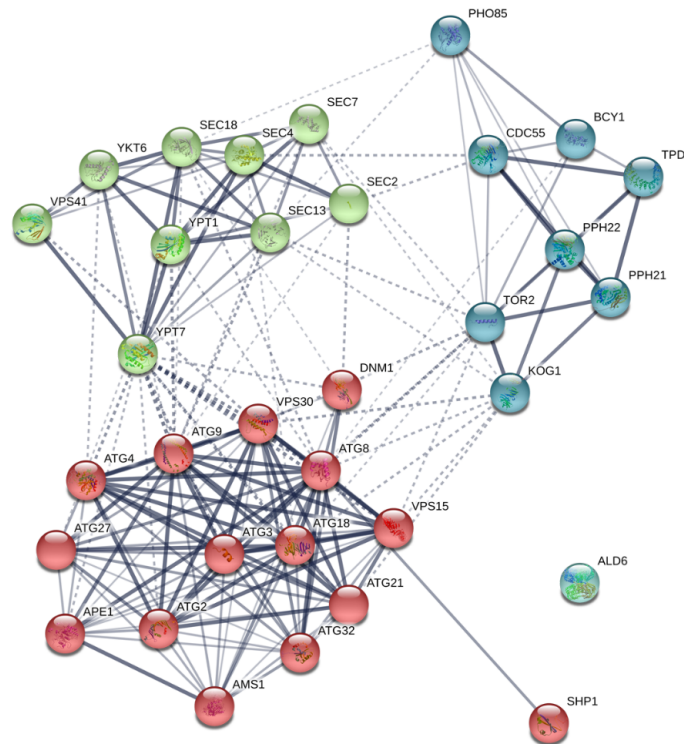 PHO85
SEC7
BCY1
SEC18
SEC4
CDC55
YKT6
TPD
SEC2
VPS41
SEC13
YPT1
PPH22
PPH21
TOR2
YPT7
DNM1
KOG1
VPS30
ATG9
ATG8
ATG4
VPS15
ATG27
ATG3
ATG18
ALD6
ATG21
APE1
ATG2
ATG32
AMS1
SHP1